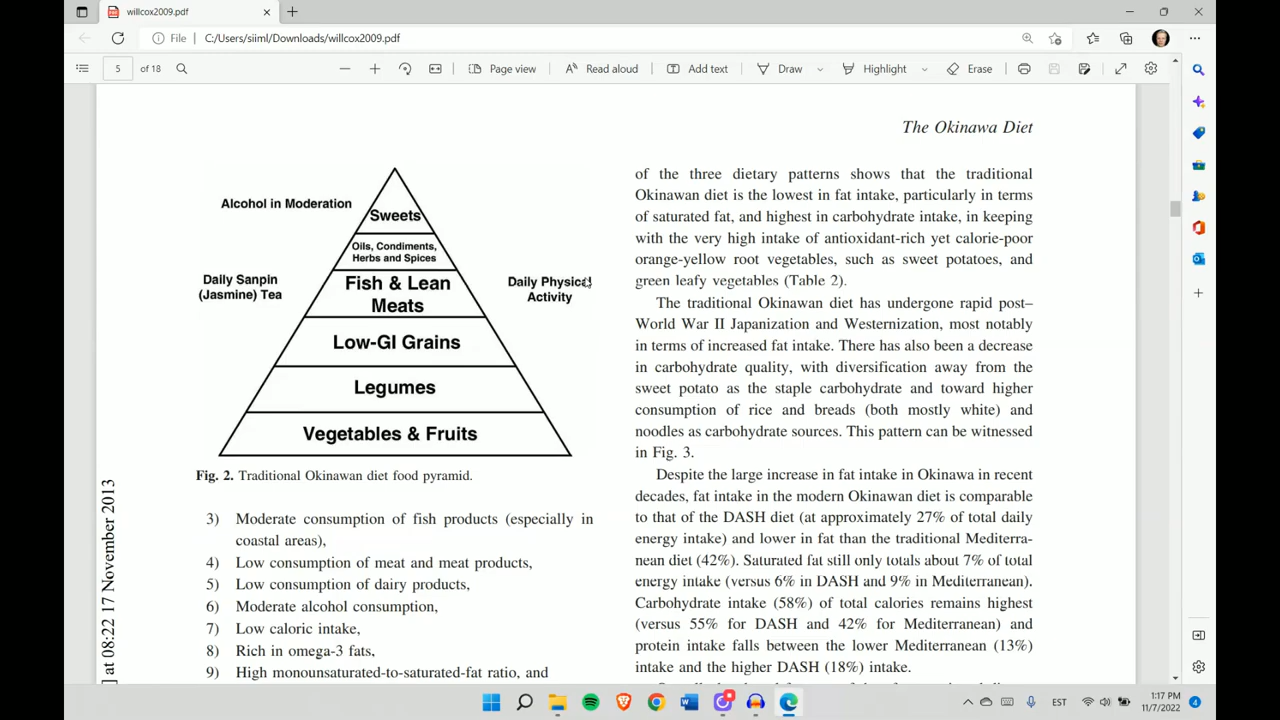 willcox2009.pdf
File
C:/Users/siiml/Downloads/willcox2009.pdf
5
of 18
Page view
Read aloud
Add text
Draw
Highlight
Erase
The Okinawa Diet
Alcohol in Moderation
Sweets
Oils, Condiments,
Herbs and Spices
Daily Sanpin
(Jasmine) Tea
Fish & Lean
Meats
Daily Physical
Activity
Low-GI Grains
Legumes
Vegetables & Fruits
Fig. 2. Traditional Okinawan diet food pyramid.
3) Moderate consumption of fish products (especially in
coastal areas),
4) Low consumption of meat and meat products,
5) Low consumption of dairy products,
6) Moderate alcohol consumption,
7) Low caloric intake,
8) Rich in omega-3 fats,
9) High monounsaturated-to-saturated-fat ratio, and
] at 08:22 17 November 2013
of the three dietary patterns shows that the traditional
Okinawan diet is the lowest in fat intake, particularly in terms
of saturated fat, and highest in carbohydrate intake, in keeping
with the very high intake of antioxidant-rich yet calorie-poor
orange-yellow root vegetables, such as sweet potatoes, and
green leafy vegetables (Table 2).
The traditional Okinawan diet has undergone rapid post–
World War II Japanization and Westernization, most notably
in terms of increased fat intake. There has also been a decrease
in carbohydrate quality, with diversification away from the
sweet potato as the staple carbohydrate and toward higher
consumption of rice and breads (both mostly white) and
noodles as carbohydrate sources. This pattern can be witnessed
in Fig. 3.
Despite the large increase in fat intake in Okinawa in recent
decades, fat intake in the modern Okinawan diet is comparable
to that of the DASH diet (at approximately 27% of total daily
energy intake) and lower in fat than the traditional Mediterra-
nean diet (42%). Saturated fat still only totals about 7% of total
energy intake (versus 6% in DASH and 9% in Mediterranean).
Carbohydrate intake (58%) of total calories remains highest
(versus 55% for DASH and 42% for Mediterranean) and
protein intake falls between the lower Mediterranean (13%)
intake and the higher DASH (18%) intake.
EST
1:17 PM
11/7/2022
4